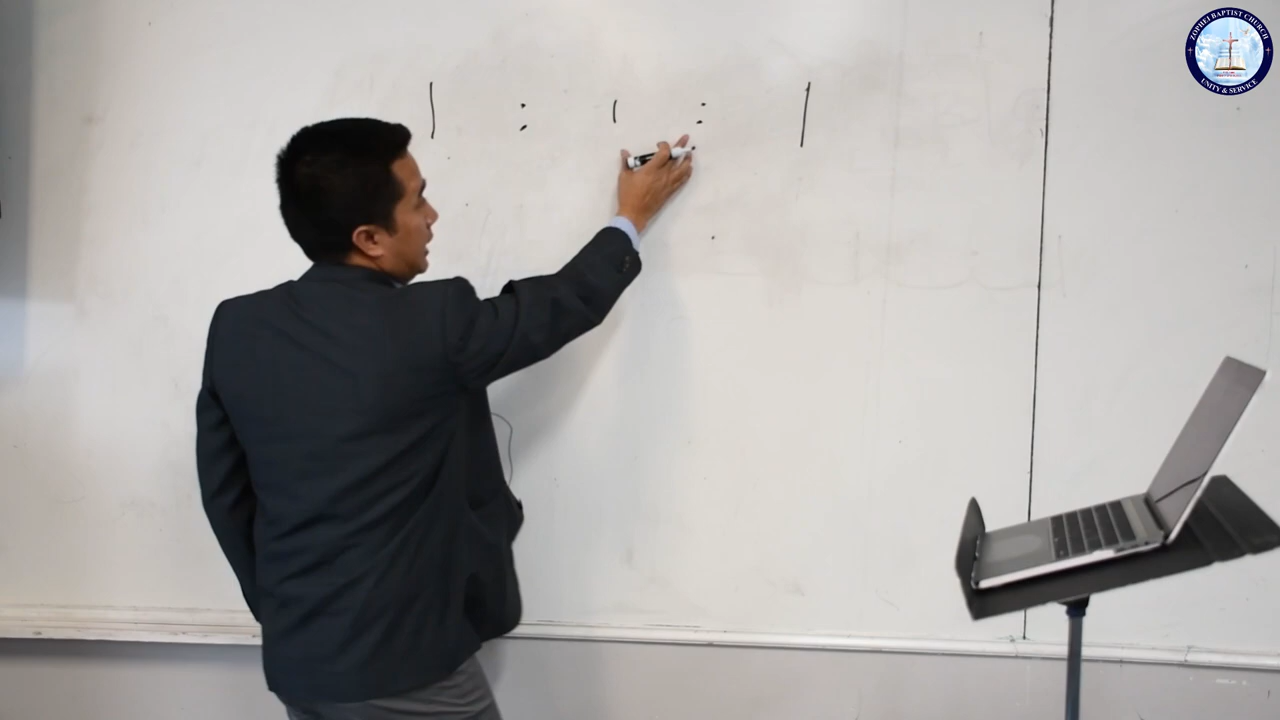 | : | : |
ZOPHEI BAPTIST CHURCH
UNITY & SERVICE